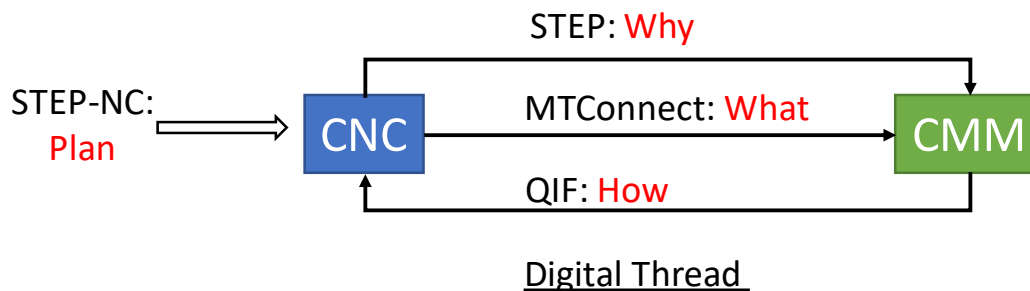 STEP: Why
STEP-NC:
Plan
CNC
MTConnect: What
CMM
QIF: How
Digital Thread